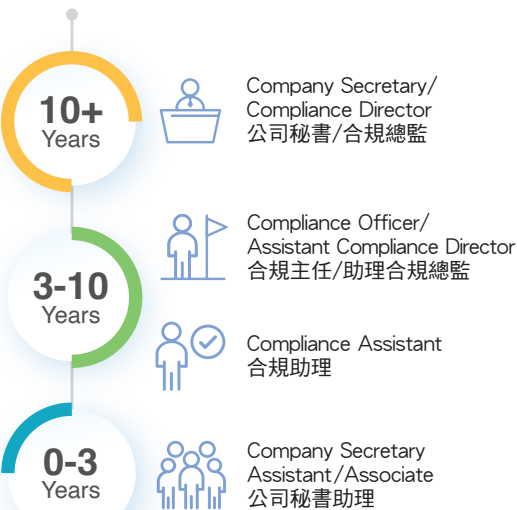 10+
Years
Company Secretary/
Compliance Director
公司秘書/合規總監
3-10
Years
Compliance Officer/
Assistant Compliance Director
合規主任/助理合規總監
Compliance Assistant
合規助理
0-3
Years
Company Secretary
Assistant/Associate
公司秘書助理